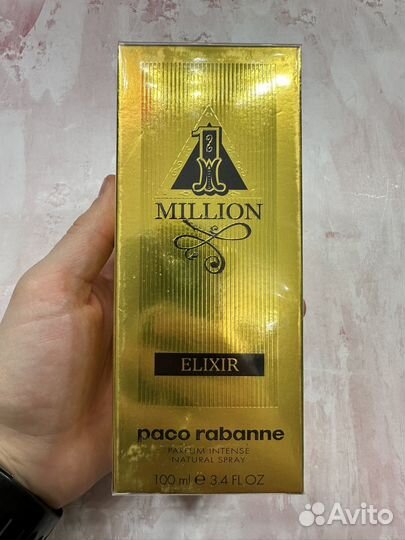 1
MILLION
ELIXIR
paco rabanne
PARFUM INTENSE
NATURAL SPRAY
100 ml ℮ 3.4 FL OZ
Avito